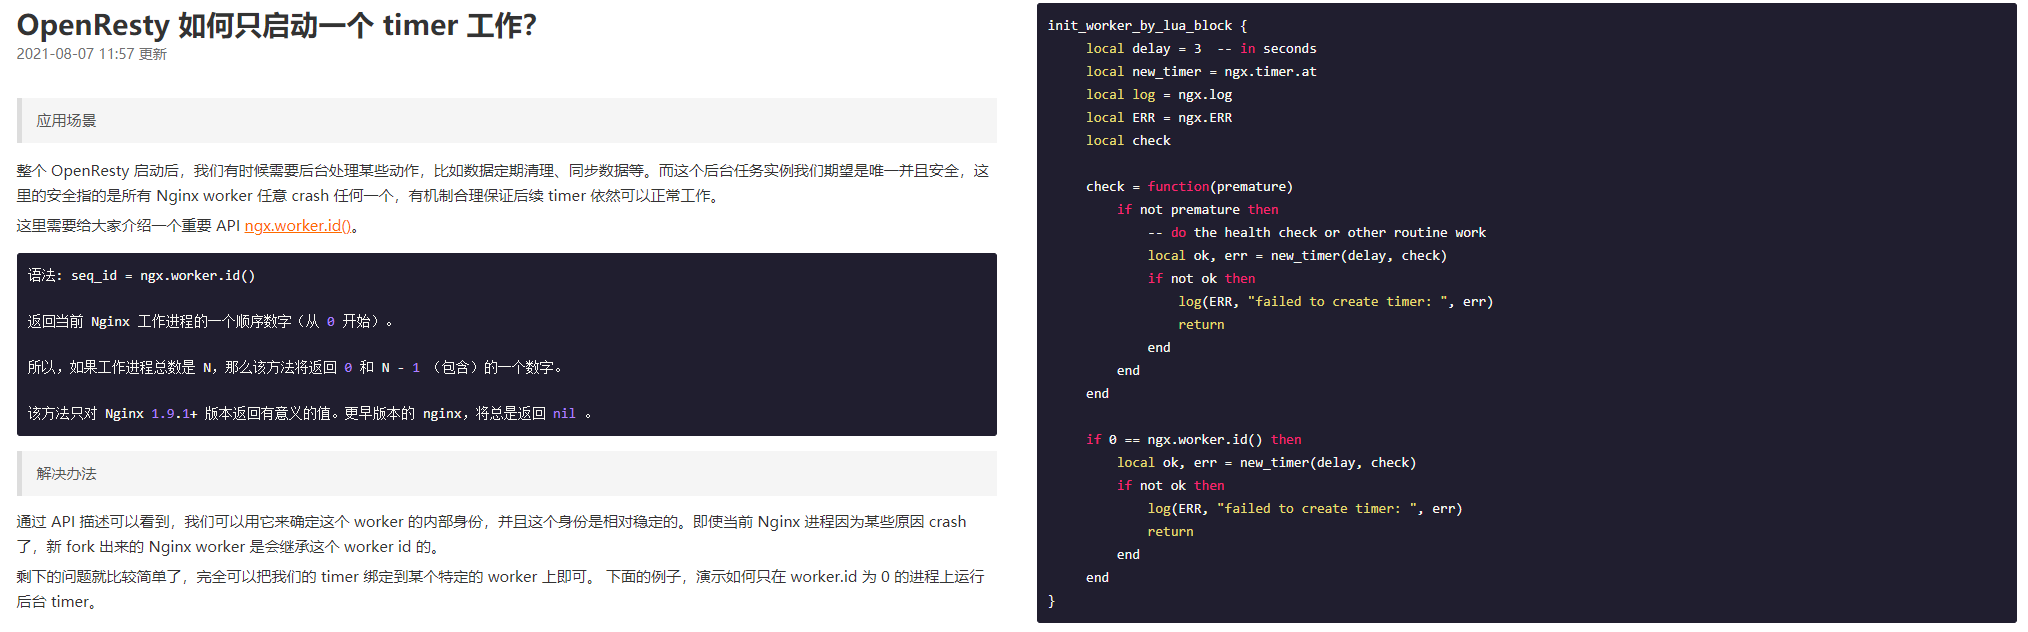 OpenResty 如何只启动一个 timer 工作？
2021-08-07 11:57 更新
应用场景
整个 OpenResty 启动后，我们有时候需要后台处理某些动作，比如数据定期清理、同步数据等。而这个后台任务实例我们期望是唯一并且安全，这
里的安全指的是所有 Nginx worker 任意 crash 任何一个，有机制合理保证后续 timer 依然可以正常工作。
这里需要给大家介绍一个重要 API ngx.worker.id()。
语法: seq_id = ngx.worker.id()
返回当前 Nginx 工作进程的一个顺序数字（从 0 开始）。
所以，如果工作进程总数是 N，那么该方法将返回 0 和 N - 1 （包含）的一个数字。
该方法只对 Nginx 1.9.1+ 版本返回有意义的值。更早版本的 nginx，将总是返回 nil 。
解决办法
通过 API 描述可以看到，我们可以用它来确定这个 worker 的内部身份，并且这个身份是相对稳定的。即使当前 Nginx 进程因为某些原因 crash
了，新 fork 出来的 Nginx worker 是会继承这个 worker id 的。
剩下的问题就比较简单了，完全可以把我们的 timer 绑定到某个特定的 worker 上即可。 下面的例子，演示如何只在 worker.id 为 0 的进程上运行
后台 timer。
init_worker_by_lua_block {
local delay = 3  -- in seconds
local new_timer = ngx.timer.at
local log = ngx.log
local ERR = ngx.ERR
local check
check = function(premature)
if not premature then
-- do the health check or other routine work
local ok, err = new_timer(delay, check)
if not ok then
log(ERR, "failed to create timer: ", err)
return
end
end
end
if 0 == ngx.worker.id() then
local ok, err = new_timer(delay, check)
if not ok then
log(ERR, "failed to create timer: ", err)
return
end
end
}